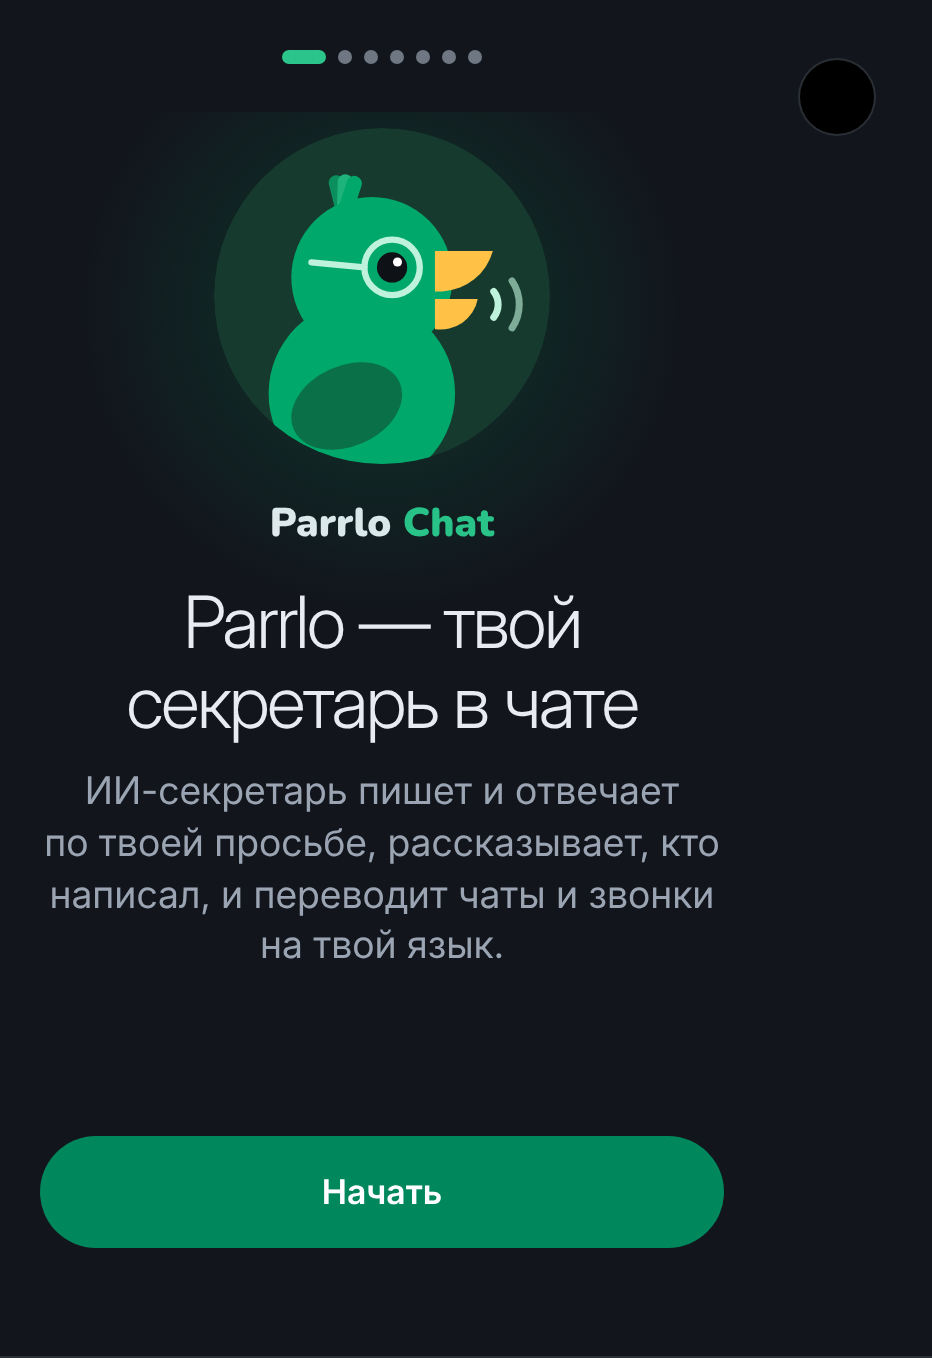 Parrlo Chat
Parrlo — твой
секретарь в чате
ИИ-секретарь пишет и отвечает
по твоей просьбе, рассказывает, кто
написал, и переводит чаты и звонки
на твой язык.
Начать